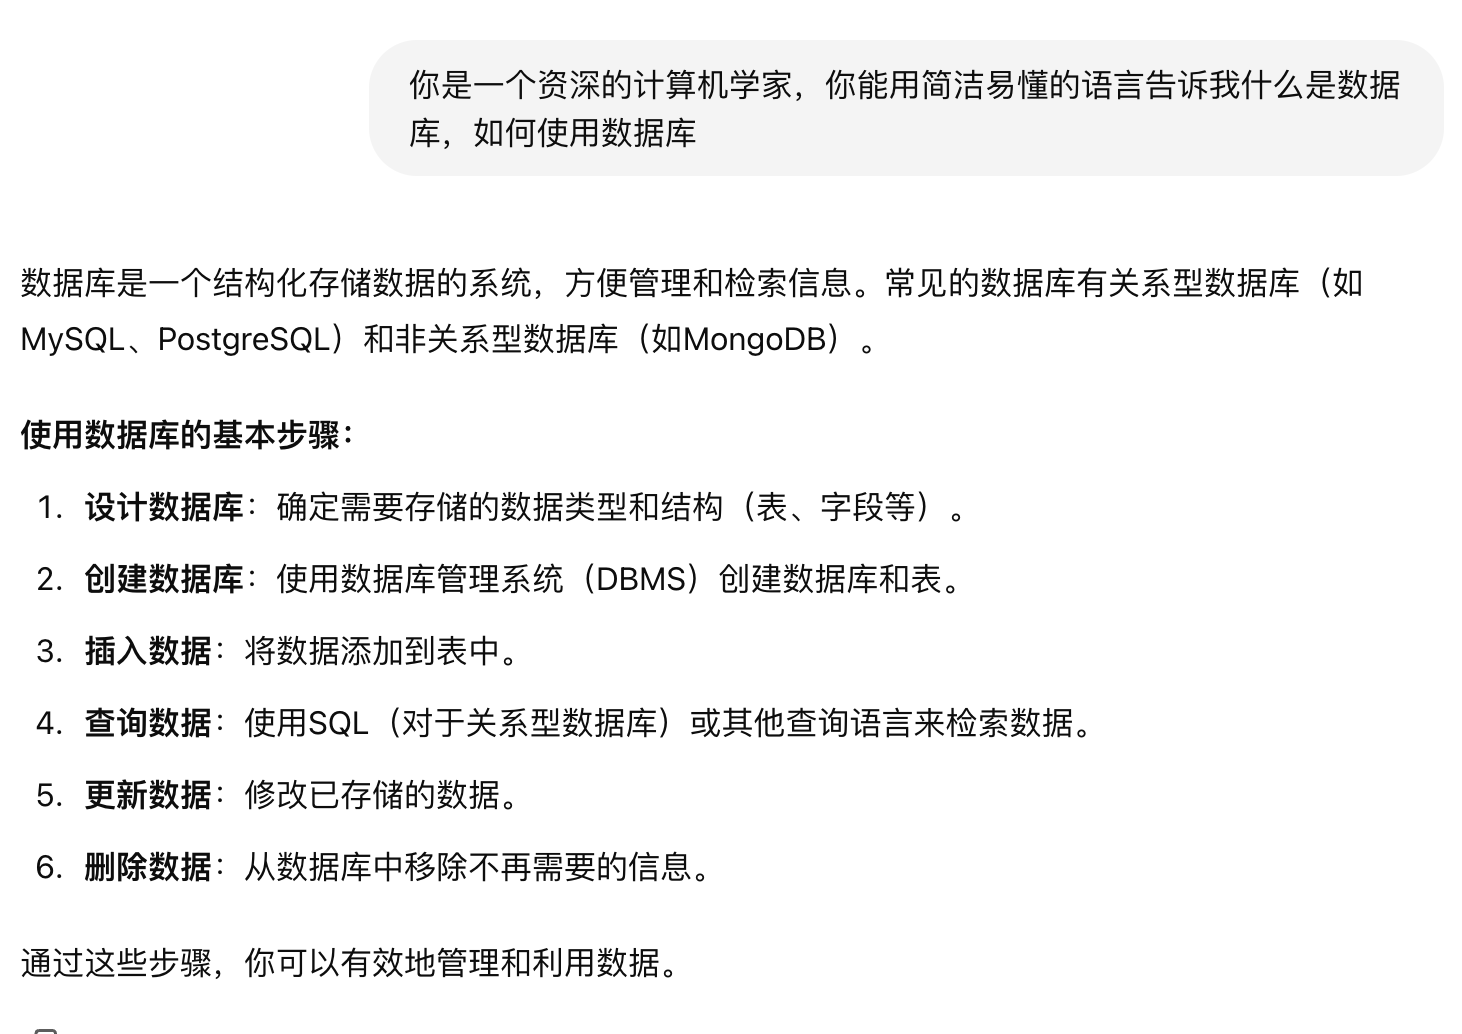 你是一个资深的计算机学家，你能用简洁易懂的语言告诉我什么是数据
库，如何使用数据库
数据库是一个结构化存储数据的系统，方便管理和检索信息。常见的数据库有关系型数据库（如
MySQL、PostgreSQL）和非关系型数据库（如MongoDB）。
使用数据库的基本步骤：
1. 设计数据库：确定需要存储的数据类型和结构（表、字段等）。
2. 创建数据库：使用数据库管理系统（DBMS）创建数据库和表。
3. 插入数据：将数据添加到表中。
4. 查询数据：使用SQL（对于关系型数据库）或其他查询语言来检索数据。
5. 更新数据：修改已存储的数据。
6. 删除数据：从数据库中移除不再需要的信息。
通过这些步骤，你可以有效地管理和利用数据。